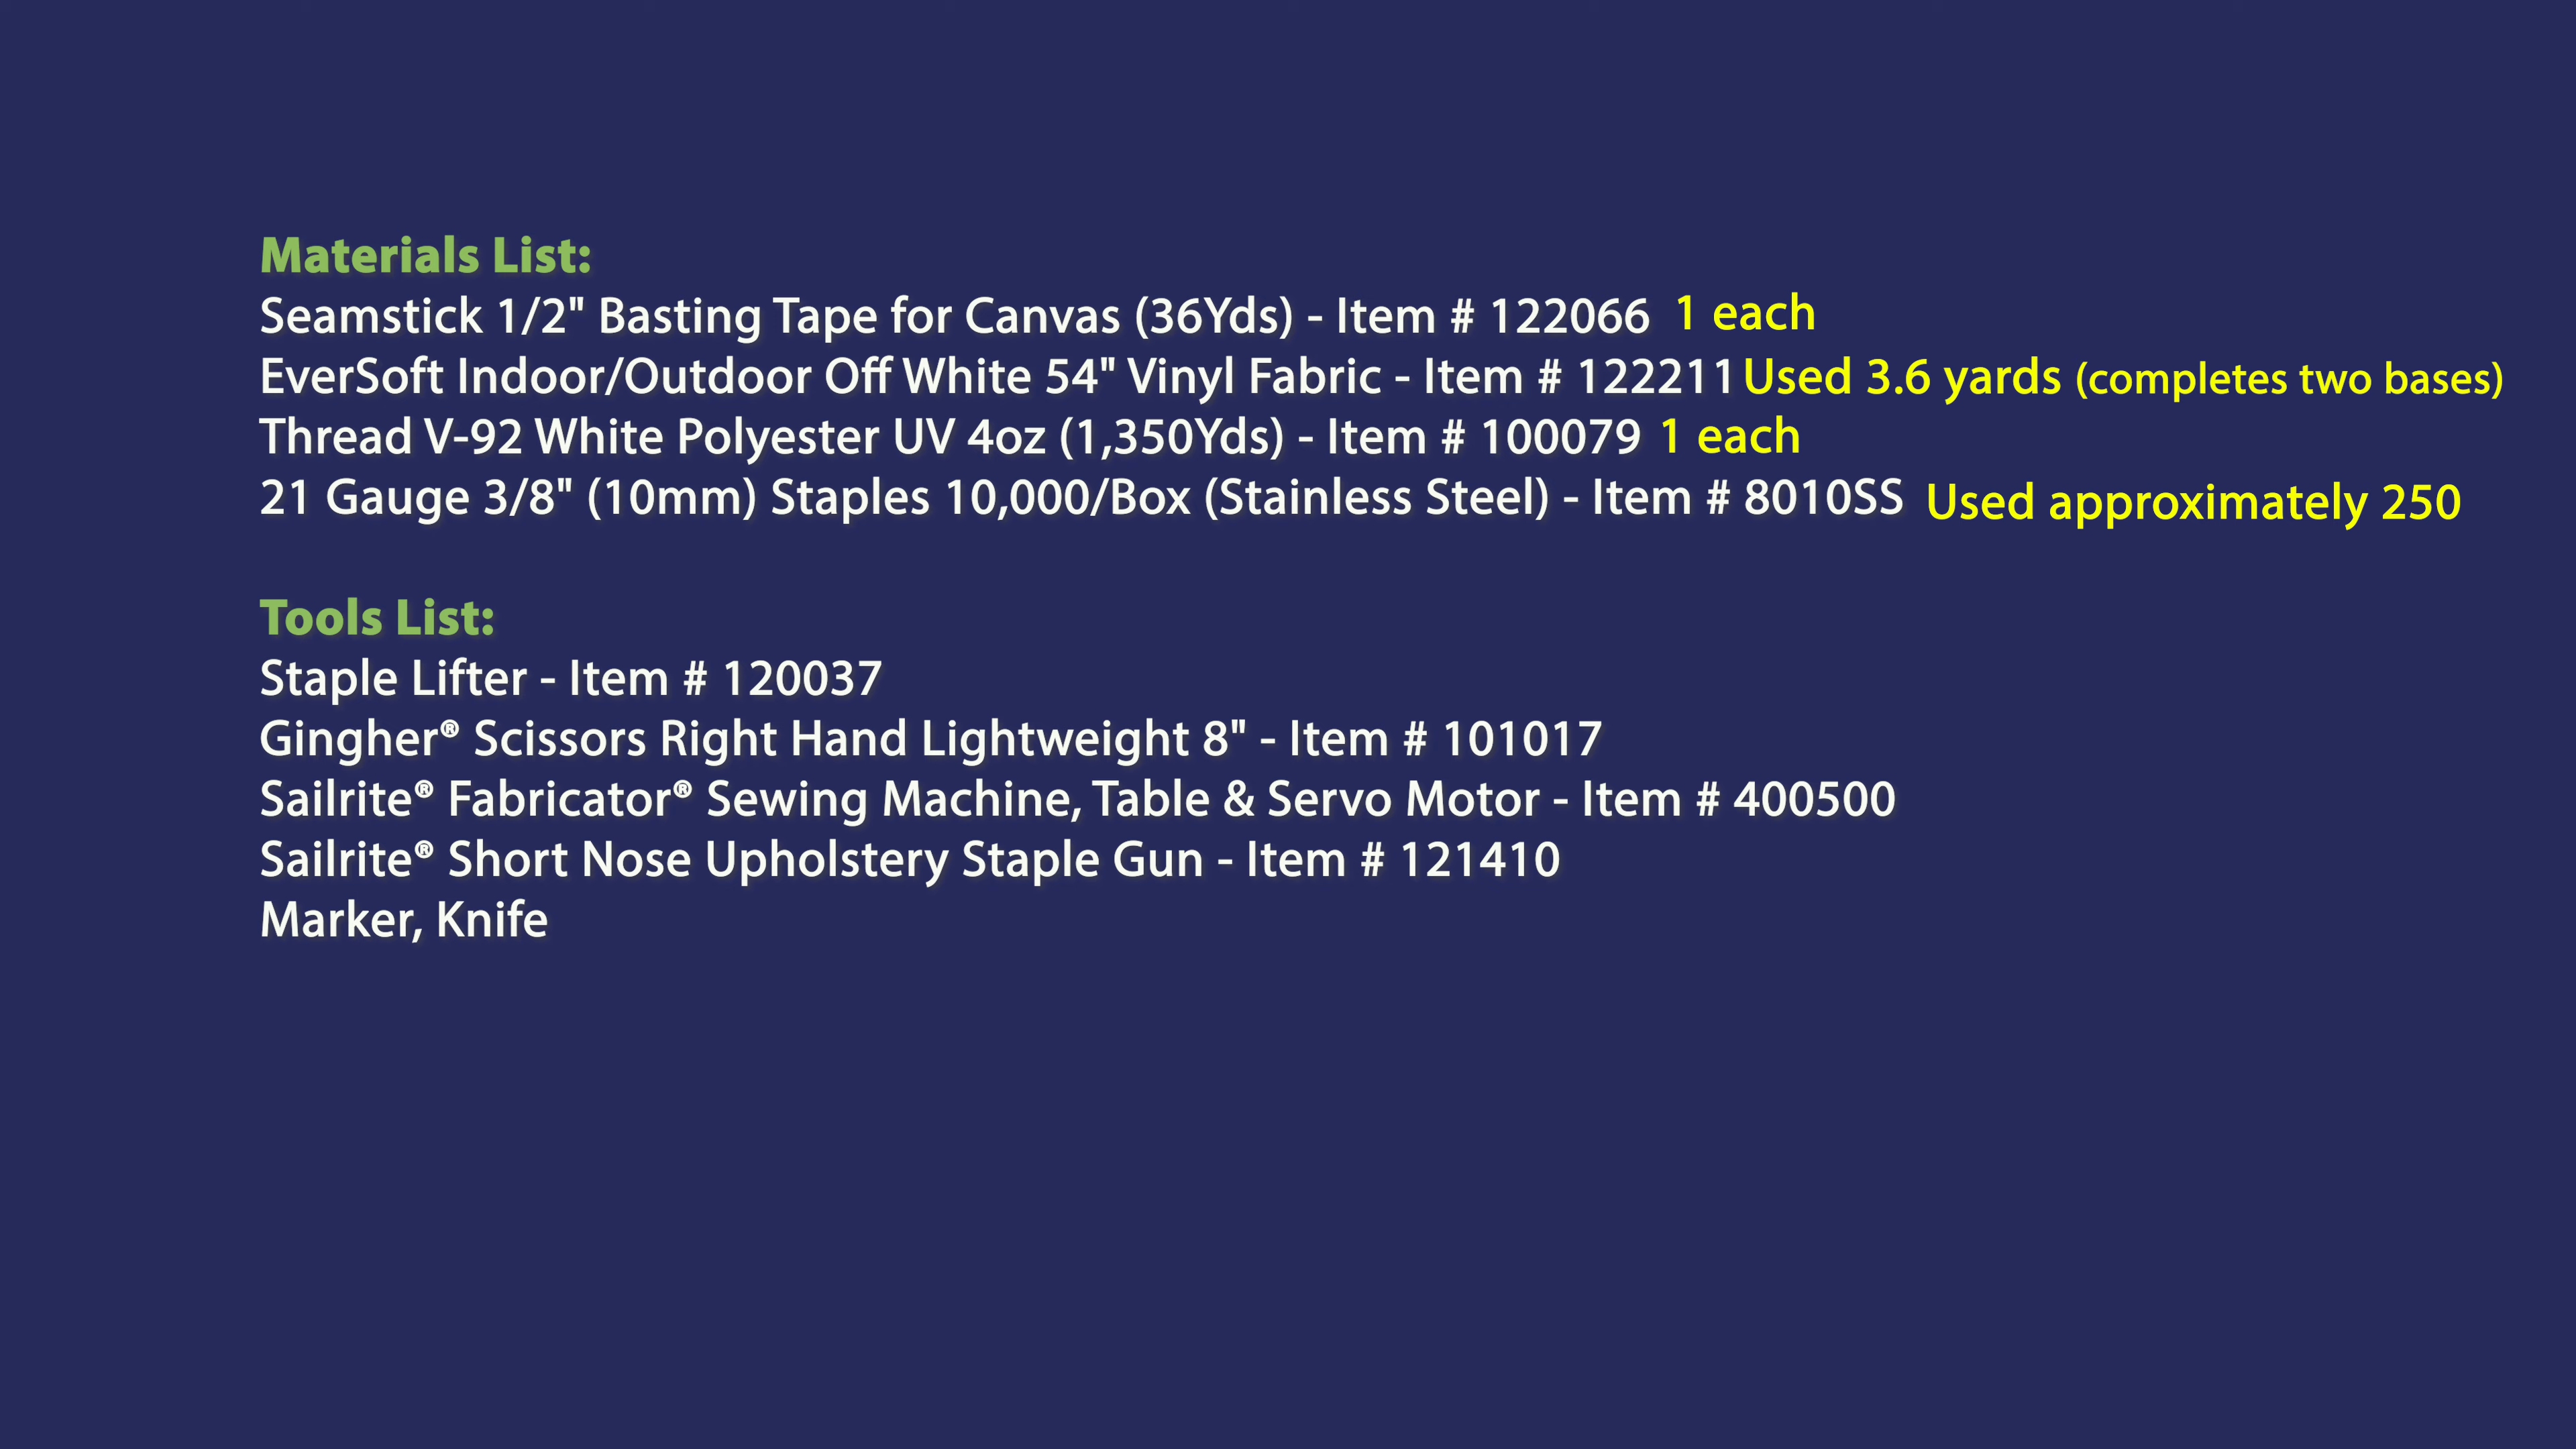 Materials List:
Seamstick 1/2" Basting Tape for Canvas (36Yds) - Item # 122066 1 each
EverSoft Indoor/Outdoor Off White 54" Vinyl Fabric - Item # 122211 Used 3.6 yards (completes two bases)
Thread V-92 White Polyester UV 4oz (1,350Yds) - Item # 100079 1 each
21 Gauge 3/8" (10mm) Staples 10,000/Box (Stainless Steel) - Item # 8010SS Used approximately 250
Tools List:
Staple Lifter - Item # 120037
Gingher® Scissors Right Hand Lightweight 8" - Item # 101017
Sailrite® Fabricator® Sewing Machine, Table & Servo Motor - Item # 400500
Sailrite® Short Nose Upholstery Staple Gun - Item # 121410
Marker, Knife